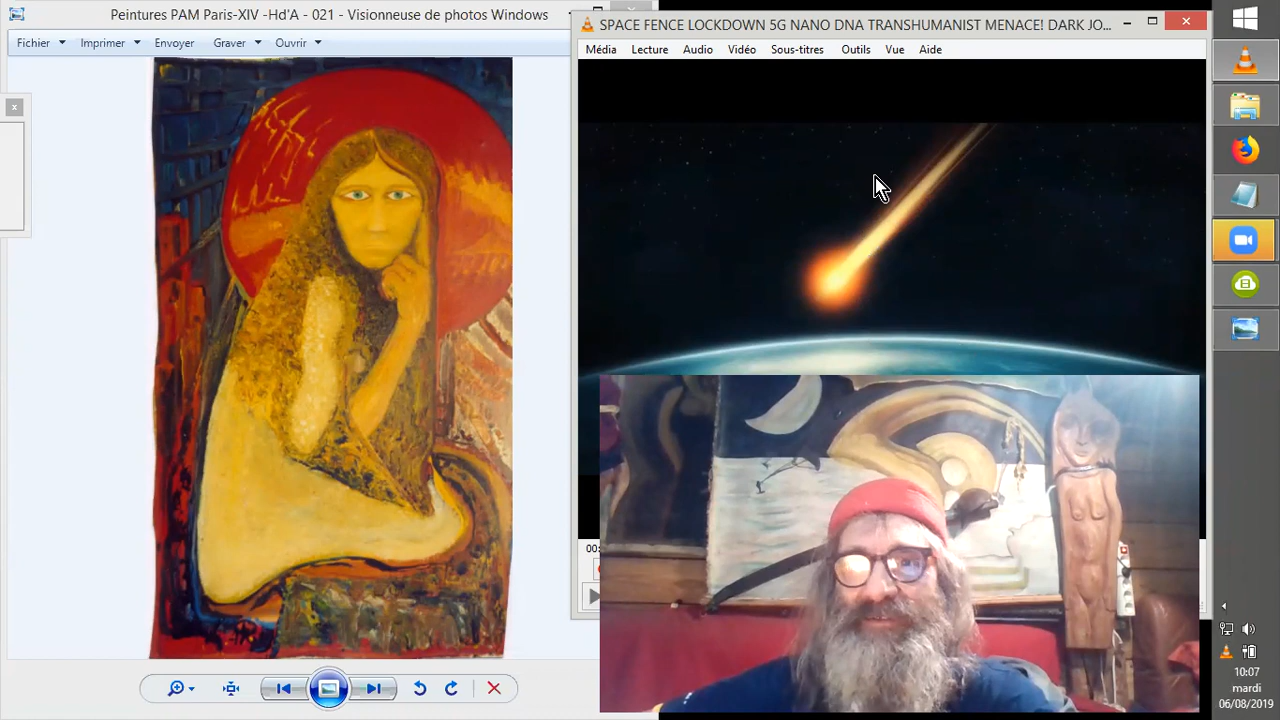 Peintures PAM Paris-XIV -Hd'A - 021 - Visionneuse de photos Windows
Fichier Imprimer Envoyer Graver Ouvrir
x
SPACE FENCE LOCKDOWN 5G NANO DNA TRANSHUMANIST MENACE! DARK JO...
Média Lecture Audio Vidéo Sous-titres Outils Vue Aide
00:
10:07
mardi
06/08/2019